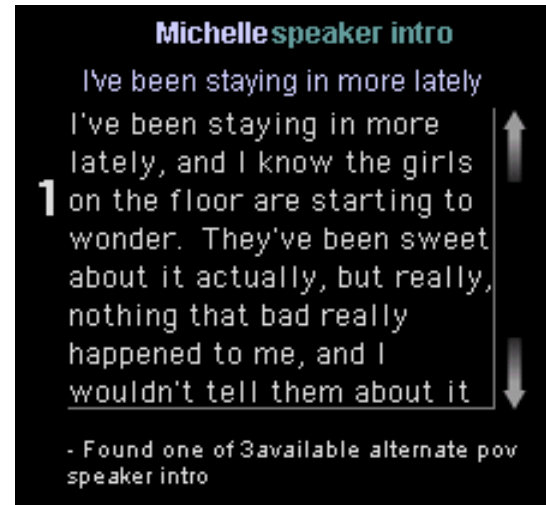 Michelle speaker intro
I've been staying in more lately
I've been staying in more
lately, and I know the girls
1 on the floor are starting to
wonder.  They've been sweet
about it actually, but really,
nothing that bad really
happened to me, and I
wouldn't tell them about it
- Found one of 3available alternate pov
speaker intro